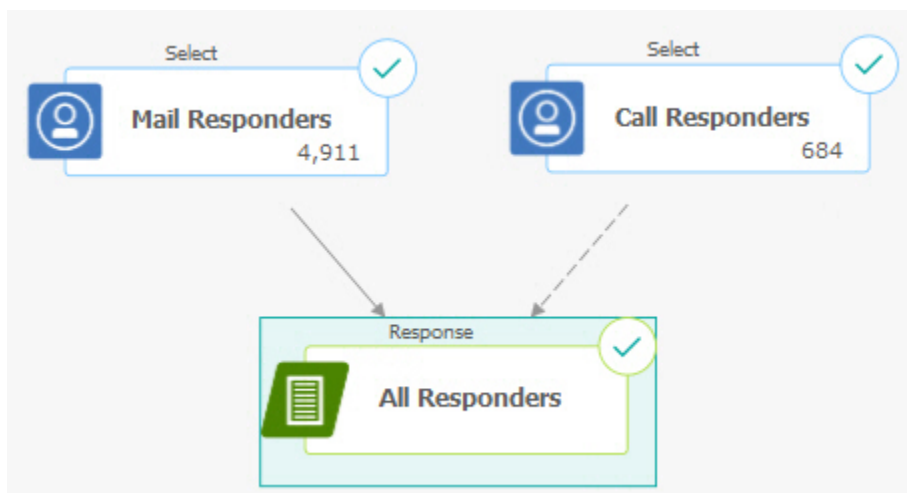 Select
Mail Responders
4,911
Select
Call Responders
684
Response
All Responders